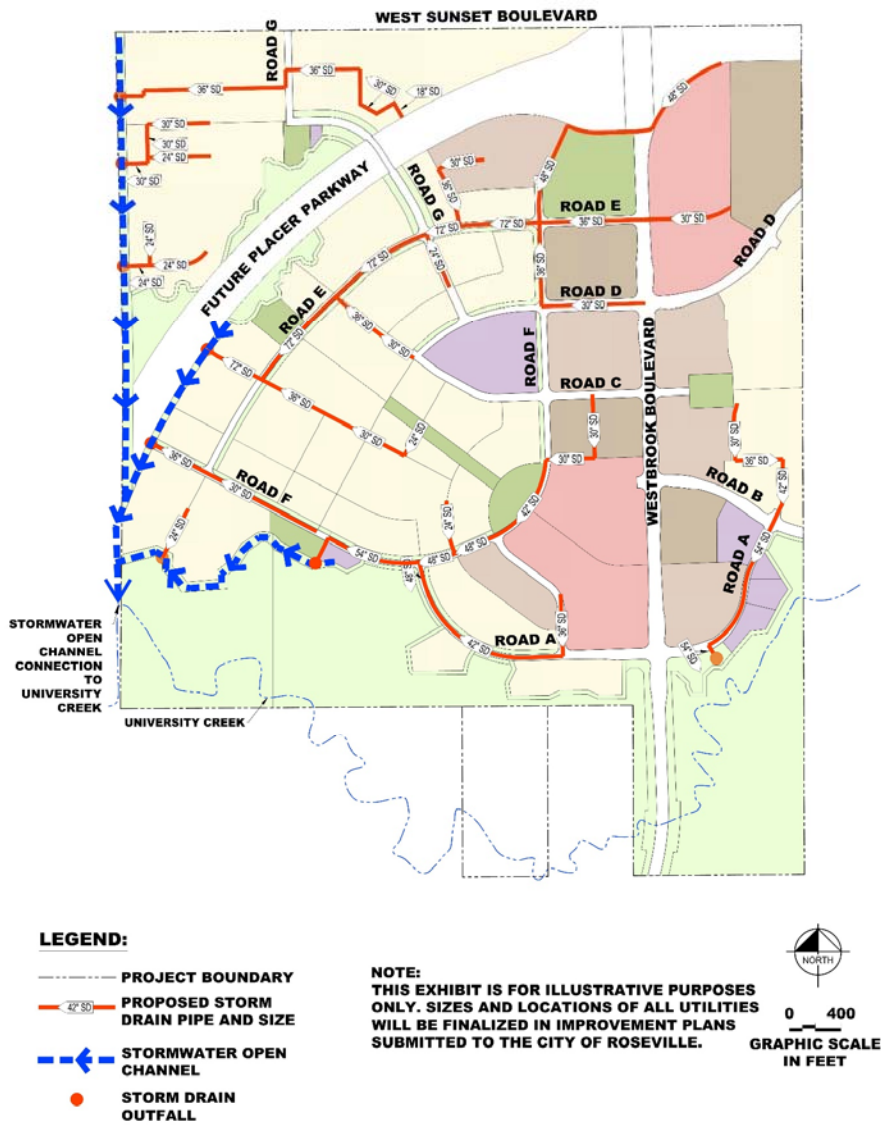 WEST SUNSET BOULEVARD
ROAD G
36" SD
36" SD
30" SD
18" SD
48" SD
30" SD
30" SD
24" SD
30" SD
FUTURE PLACER PARKWAY
ROAD G
30" SD
36" SD
48" SD
ROAD E
72" SD
72" SD
36" SD
30" SD
ROAD D
24" SD
24" SD
24" SD
72" SD
24" SD
36" SD
ROAD E
ROAD D
30" SD
36" SD
30" SD
72" SD
ROAD F
WESTBROOK BOULEVARD
72" SD
ROAD C
36" SD
30" SD
24" SD
30" SD
30" SD
30" SD
36" SD
42" SD
36" SD
30" SD
ROAD F
ROAD B
24" SD
24" SD
42" SD
54" SD
48" SD
48" SD
54" SD
ROAD A
48" SD
36" SD
ROAD A
42" SD
54" SD
STORMWATER
OPEN
CHANNEL
CONNECTION
TO
UNIVERSITY
CREEK
UNIVERSITY CREEK
LEGEND:
PROJECT BOUNDARY
42" SD
PROPOSED STORM
DRAIN PIPE AND SIZE
STORMWATER OPEN
CHANNEL
STORM DRAIN
OUTFALL
NOTE:
THIS EXHIBIT IS FOR ILLUSTRATIVE PURPOSES
ONLY. SIZES AND LOCATIONS OF ALL UTILITIES
WILL BE FINALIZED IN IMPROVEMENT PLANS
SUBMITTED TO THE CITY OF ROSEVILLE.
NORTH
0 400
GRAPHIC SCALE
IN FEET